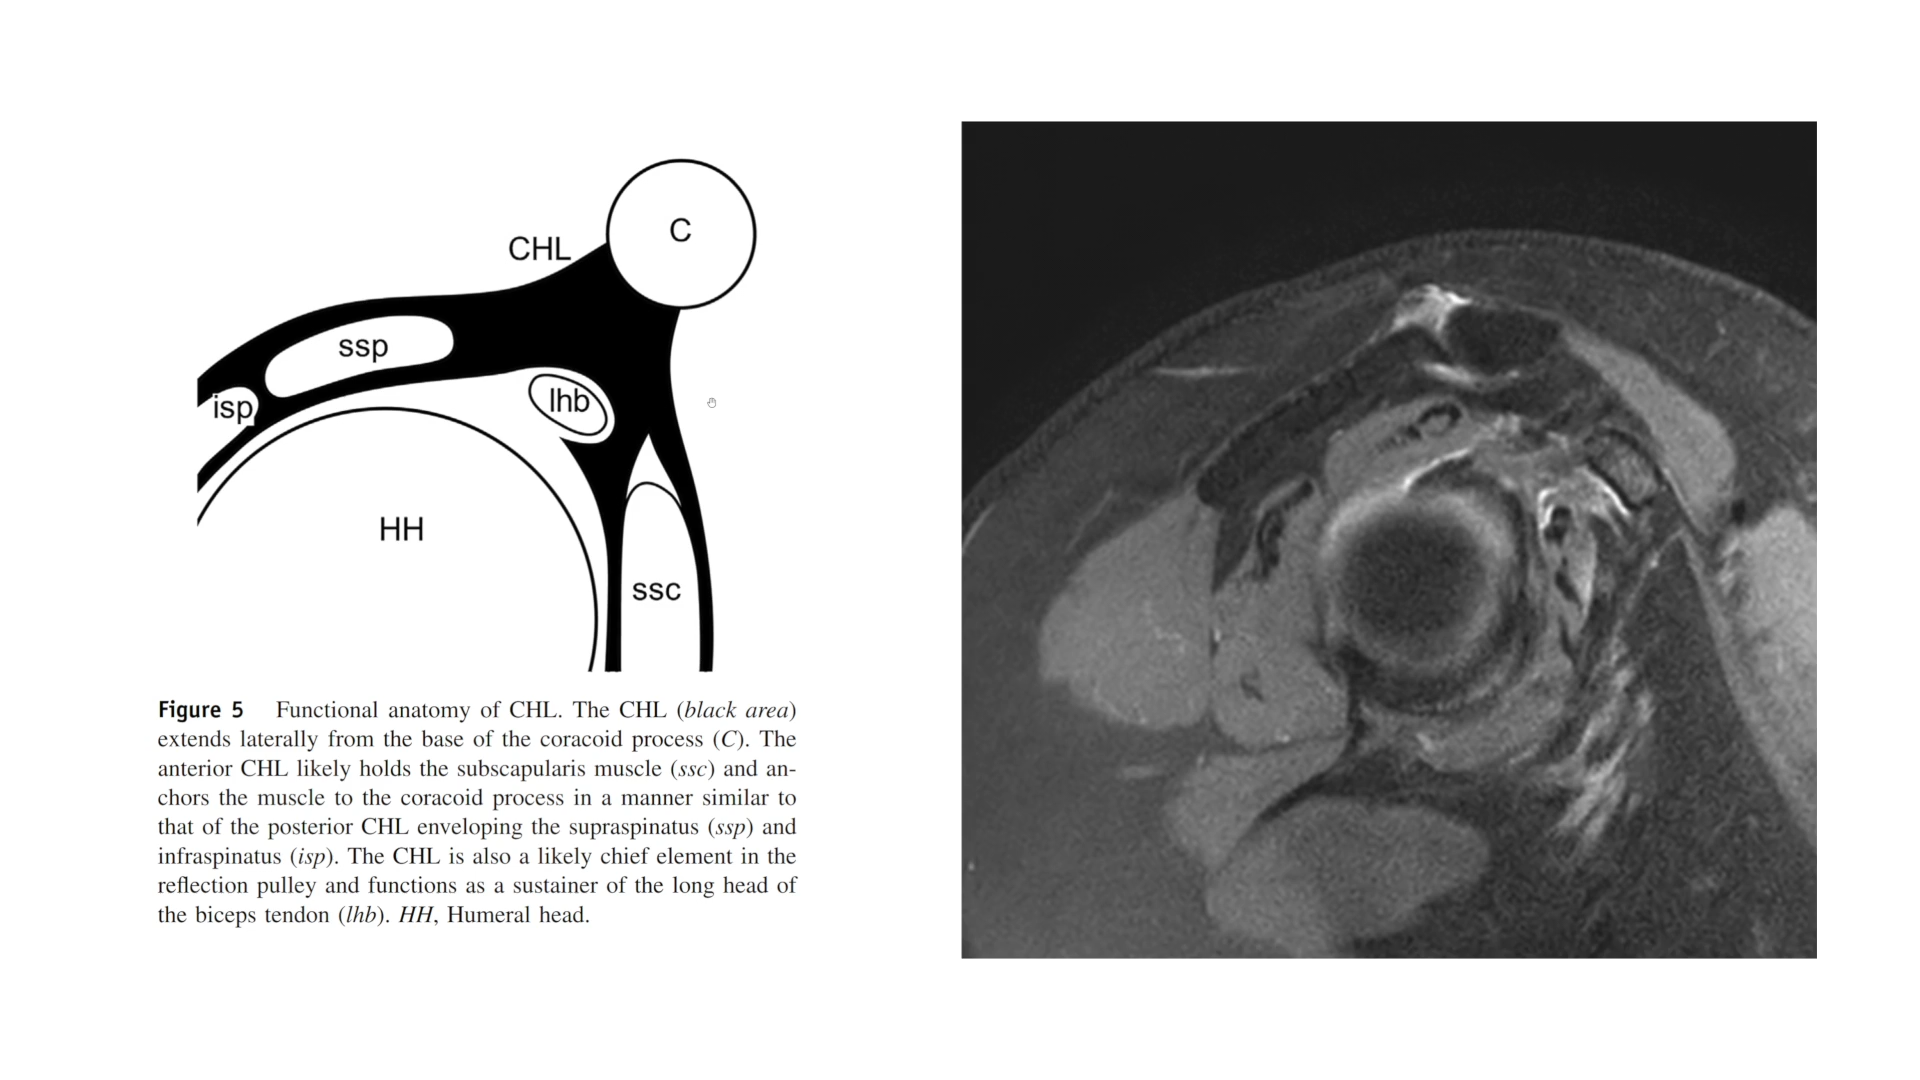 C
CHL
ssp
lhb
isp
HH
ssc
Figure 5 Functional anatomy of CHL. The CHL (black area)
extends laterally from the base of the coracoid process (C). The
anterior CHL likely holds the subscapularis muscle (ssc) and an-
chors the muscle to the coracoid process in a manner similar to
that of the posterior CHL enveloping the supraspinatus (ssp) and
infraspinatus (isp). The CHL is also a likely chief element in the
reflection pulley and functions as a sustainer of the long head of
the biceps tendon (lhb). HH, Humeral head.